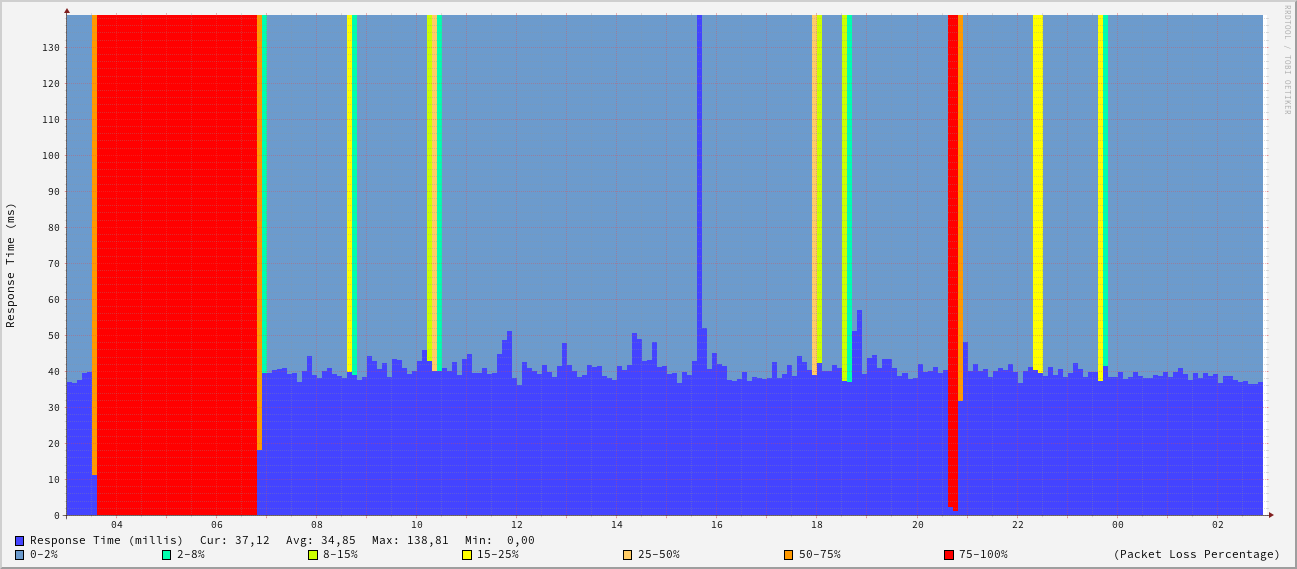 RRDTOOL / TOBI OETIKER
Response Time (ms)
130
120
110
100
90
80
70
60
50
40
30
20
10
0
04 06 08 10 12 14 16 18 20 22 00 02
Response Time (millis) Cur: 37,12 Avg: 34,85 Max: 138,81 Min: 0,00
0-2% 2-8% 8-15% 15-25% 25-50% 50-75% 75-100% (Packet Loss Percentage)